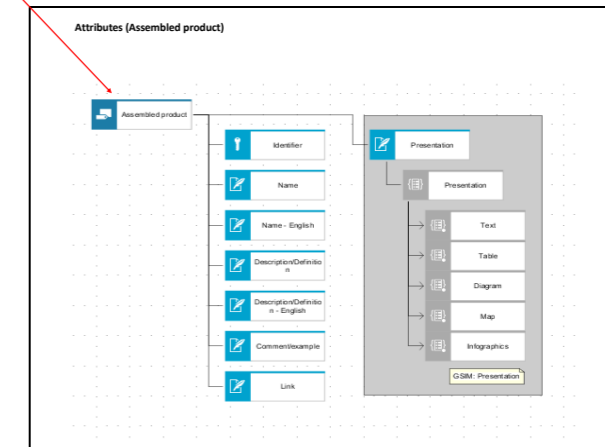 Attributes (Assembled product)
Assembled product
Identifier
Name
Name - English
Description/Definitio
n
Description/Definitio
n - English
Comment/example
Link
Presentation
Presentation
Text
Table
Diagram
Map
Infographics
GSIM: Presentation